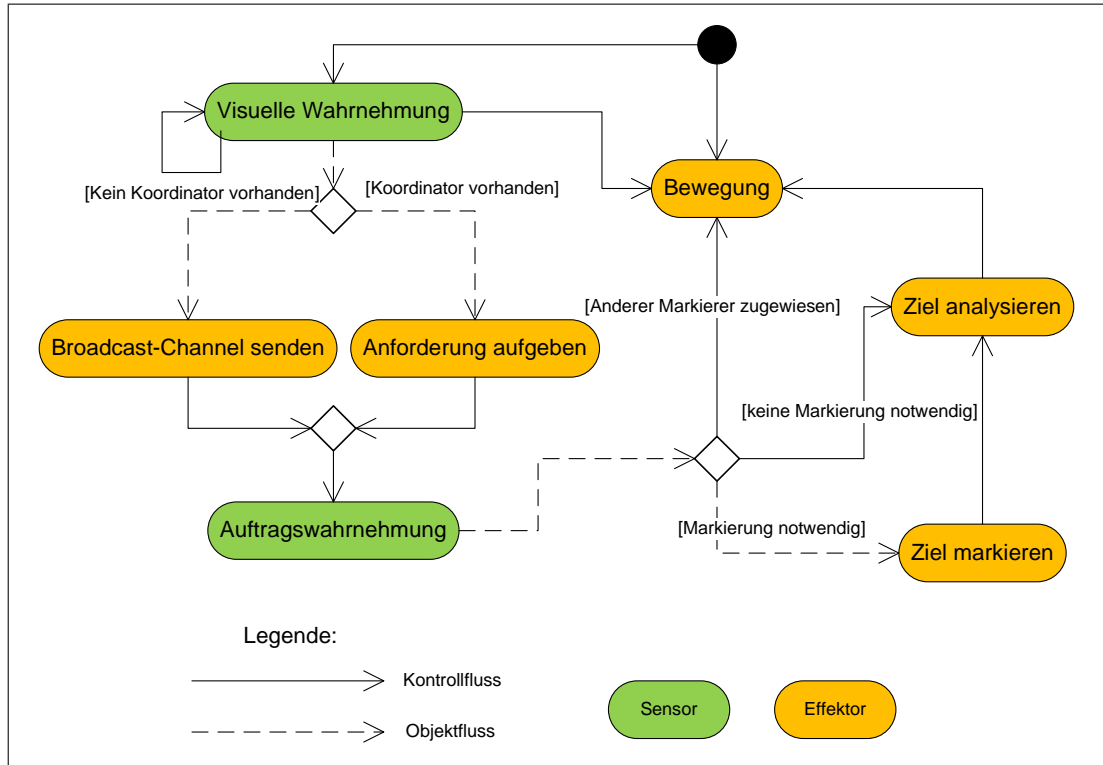 Visuelle Wahrnehmung
[Kein Koordinator vorhanden]
[Koordinator vorhanden]
Bewegung
Broadcast-Channel senden
Anforderung aufgeben
[Anderer Markierer zugewiesen]
Ziel analysieren
[keine Markierung notwendig]
Auftragswahrnehmung
[Markierung notwendig]
Ziel markieren
Legende:
Kontrollfluss
Objektfluss
Sensor
Effektor